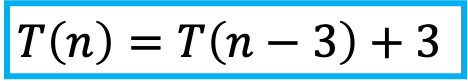 T(n) = T(n − 3) + 3